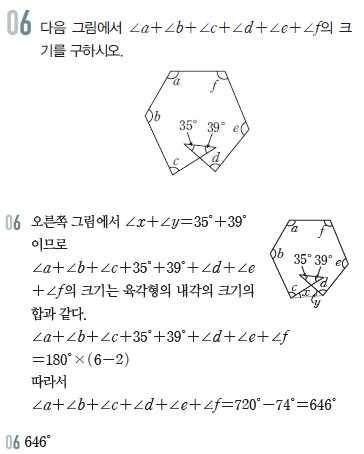 06 다음 그림에서 ∠a+∠b+∠c+∠d+∠e+∠f의 크
기를 구하시오.
a f
b 35° 39° e
c d
06 오른쪽 그림에서 ∠x+∠y=35°+39°
이므로
∠a+∠b+∠c+35°+39°+∠d+∠e
+∠f의 크기는 육각형의 내각의 크기의
합과 같다.
∠a+∠b+∠c+35°+39°+∠d+∠e+∠f
=180°×(6-2)
따라서
∠a+∠b+∠c+∠d+∠e+∠f=720°-74°=646°
a f
b 35° 39° e
c x d
y
06 646°